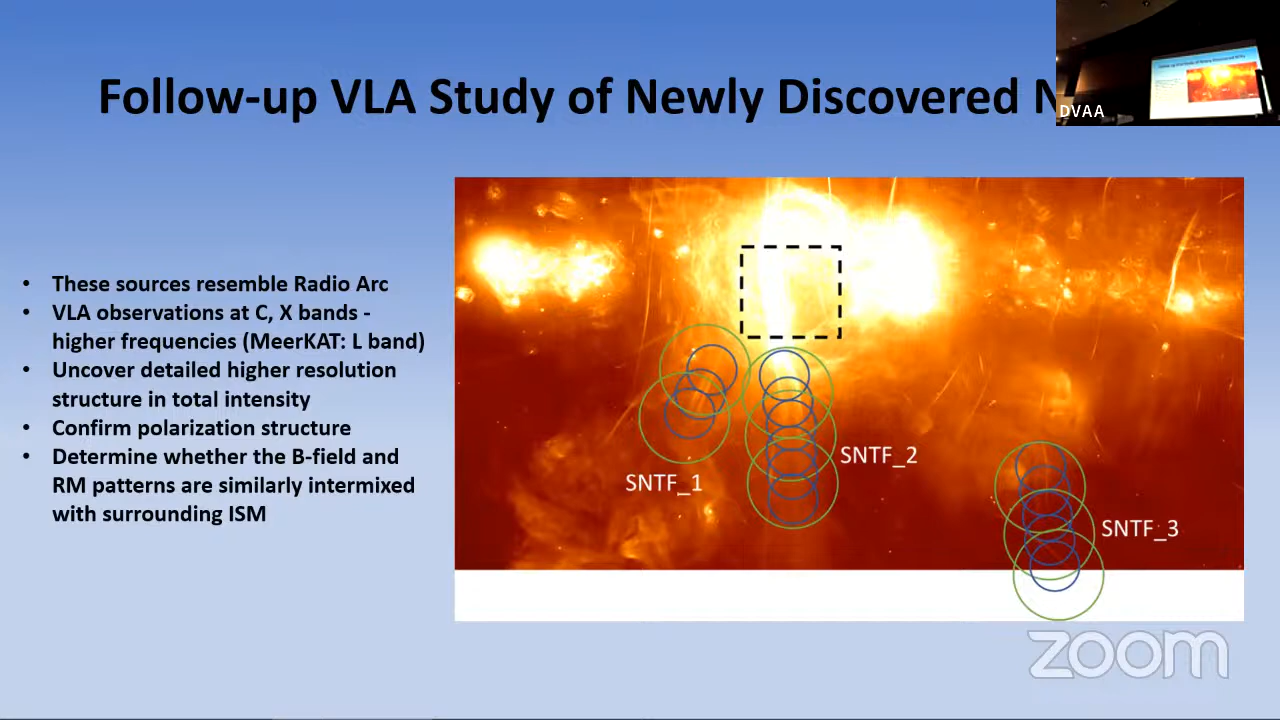 Follow-up VLA Study of Newly Discovered
DVAA
• These sources resemble Radio Arc
• VLA observations at C, X bands -
higher frequencies (MeerKAT: L band)
• Uncover detailed higher resolution
structure in total intensity
• Confirm polarization structure
• Determine whether the B-field and
RM patterns are similarly intermixed
with surrounding ISM
SNTF_1
SNTF_2
SNTF_3
zoom